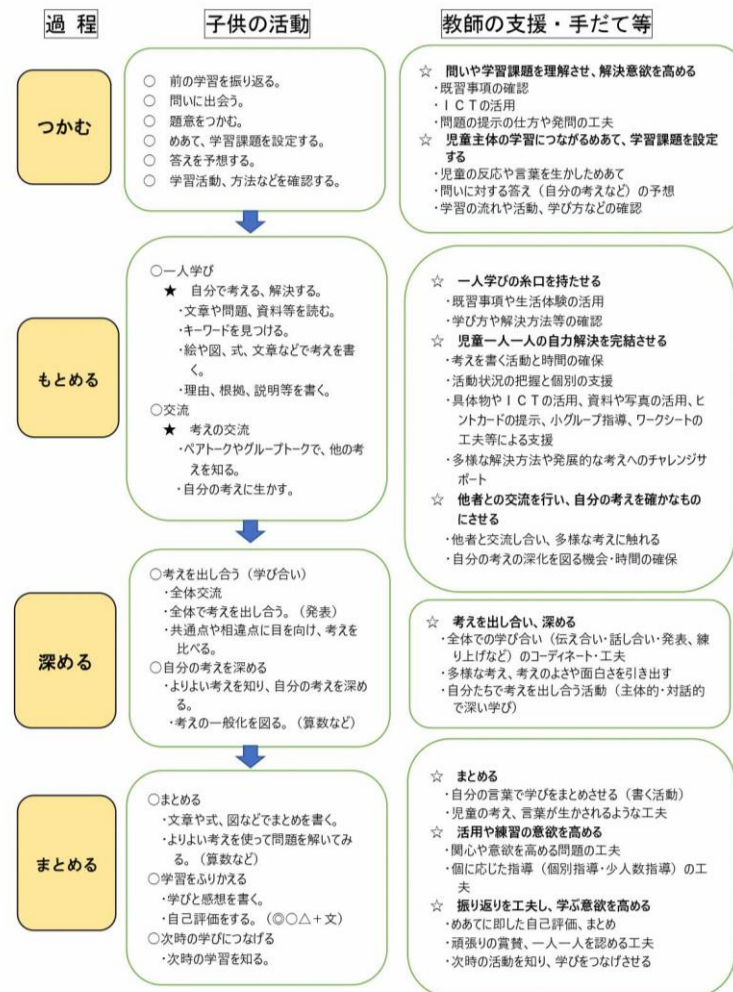 過 程
子供の活動
教師の支援・手だて等
つかむ
○ 前の学習を振り返る。
○ 問いに出会う。
○ 題意をつかむ。
○ めあて、学習課題を設定する。
○ 答えを予想する。
○ 学習活動、方法などを確認する。
☆ 問いや学習課題を理解させ、解決意欲を高める
・既習事項の確認
・ICTの活用
・問題の提示の仕方や発問の工夫
☆ 児童主体の学習につながるめあて、学習課題を設定
する
・児童の反応や言葉を生かしためあて
・問いに対する答え(自分の考えなど)の予想
・学習の流れや活動、学び方などの確認
もとめる
○一人学び
★ 自分で考える、解決する。
・文章や問題、資料等を読む。
・キーワードを見つける。
・絵や図、式、文章などで考えを書
く。
・理由、根拠、説明等を書く。
○交流
★ 考えの交流
・ペアトークやグループトークで、他の考
えを知る。
・自分の考えに生かす。
☆ 一人学びの糸口を持たせる
・既習事項や生活体験の活用
・学び方や解決方法等の確認
☆ 児童一人一人の自力解決を完結させる
・考えを書く活動と時間の確保
・活動状況の把握と個別の支援
・具体物やICTの活用、資料や写真の活用、ヒ
ントカードの提示、小グループ指導、ワークシートの
工夫等による支援
・多様な解決方法や発展的な考えへのチャレンジサ
ポート
☆ 他者との交流を行い、自分の考えを確かなもの
にさせる
・他者と交流し合い、多様な考えに触れる
・自分の考えの深化を図る機会・時間の確保
深める
○考えを出し合う(学び合い)
・全体交流
・全体で考えを出し合う。(発表)
・共通点や相違点に目を向け、考えを
比べる。
○自分の考えを深める
・よりよい考えを知り、自分の考えを深め
る。
・考えの一般化を図る。(算数など)
☆ 考えを出し合い、深める
・全体での学び合い(伝え合い・話し合い・発表、練
り上げなど)のコーディネート・工夫
・多様な考え、考えのよさや面白さを引き出す
・自分たちで考えを出し合う活動(主体的・対話的
で深い学び)
まとめる
○まとめる
・文章や式、図などでまとめを書く。
・よりよい考えを使って問題を解いてみ
る。(算数など)
○学習をふりかえる
・学びと感想を書く。
・自己評価をする。(◎○△+文)
○次時の学びにつなげる
・次時の学習を知る。
☆ まとめる
・自分の言葉で学びをまとめさせる(書く活動)
・児童の考え、言葉が生かされるような工夫
☆ 活用や練習の意欲を高める
・関心や意欲を高める問題の工夫
・個に応じた指導(個別指導・少人数指導)の工
夫
☆ 振り返りを工夫し、学ぶ意欲を高める
・めあてに即した自己評価、まとめ
・頑張りの賞賛、一人一人を認める工夫
・次時の活動を知り、学びをつなげさせる